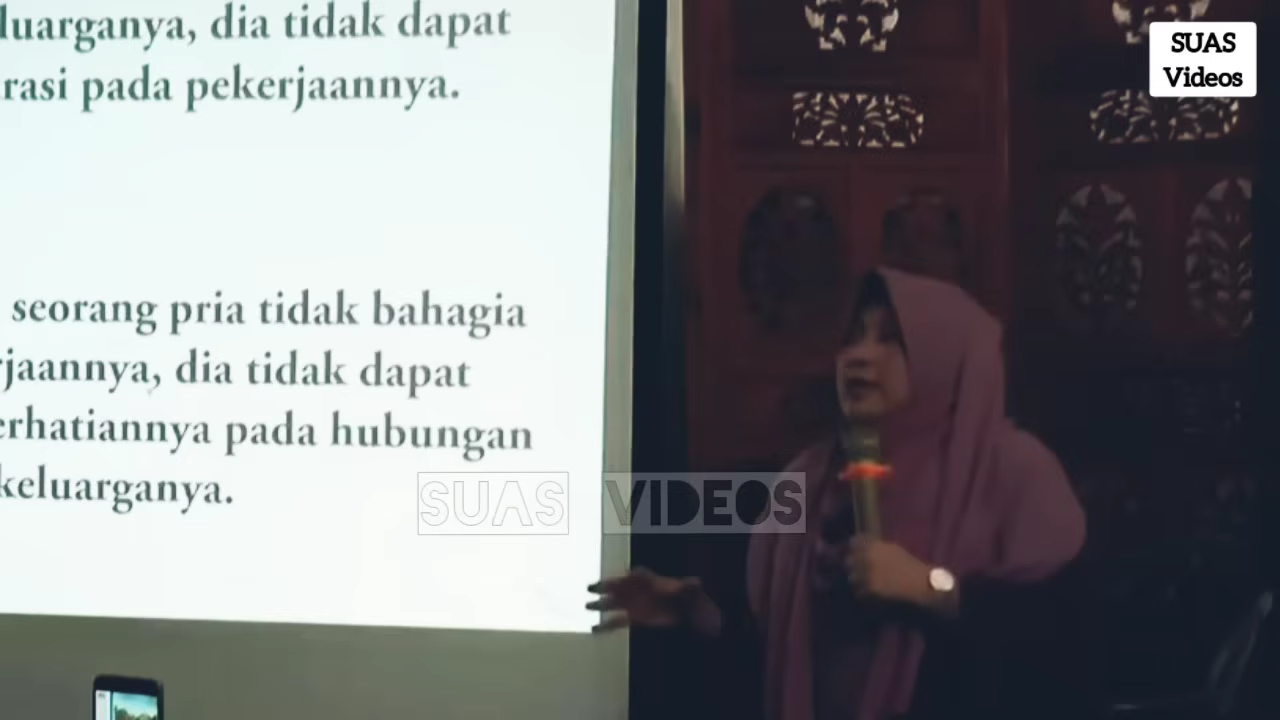 luarganya, dia tidak dapat
rasi pada pekerjaannya.
seorang pria tidak bahagia
rjaannya, dia tidak dapat
erhatiannya pada hubungan
keluarganya.
SUAS
Videos
SUAS VIDEOS